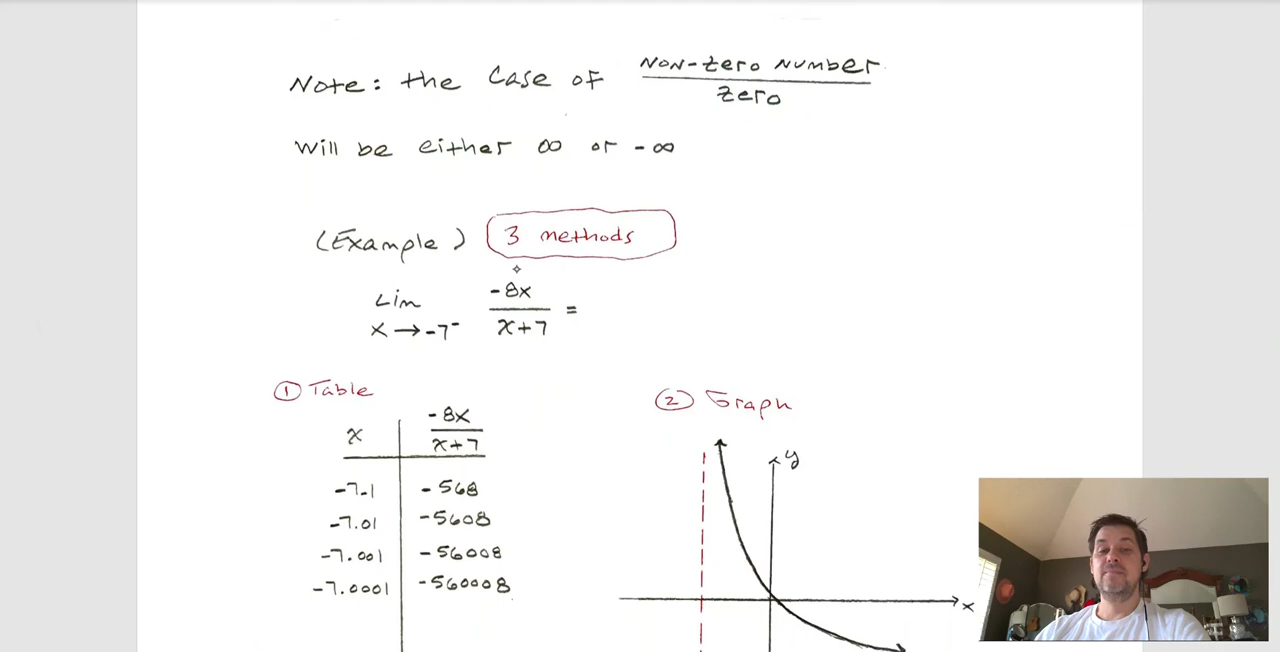 Note: the case of Non-zero Number
zero
will be either ∞ or -∞
(Example) 3 methods
Lim -8x
x→-7⁻ x+7 =
① Table
x | -8x
x+7
-7.1 | -568
-7.01 | -5608
-7.001 | -56008
-7.0001 | -560008
② Graph
y
x